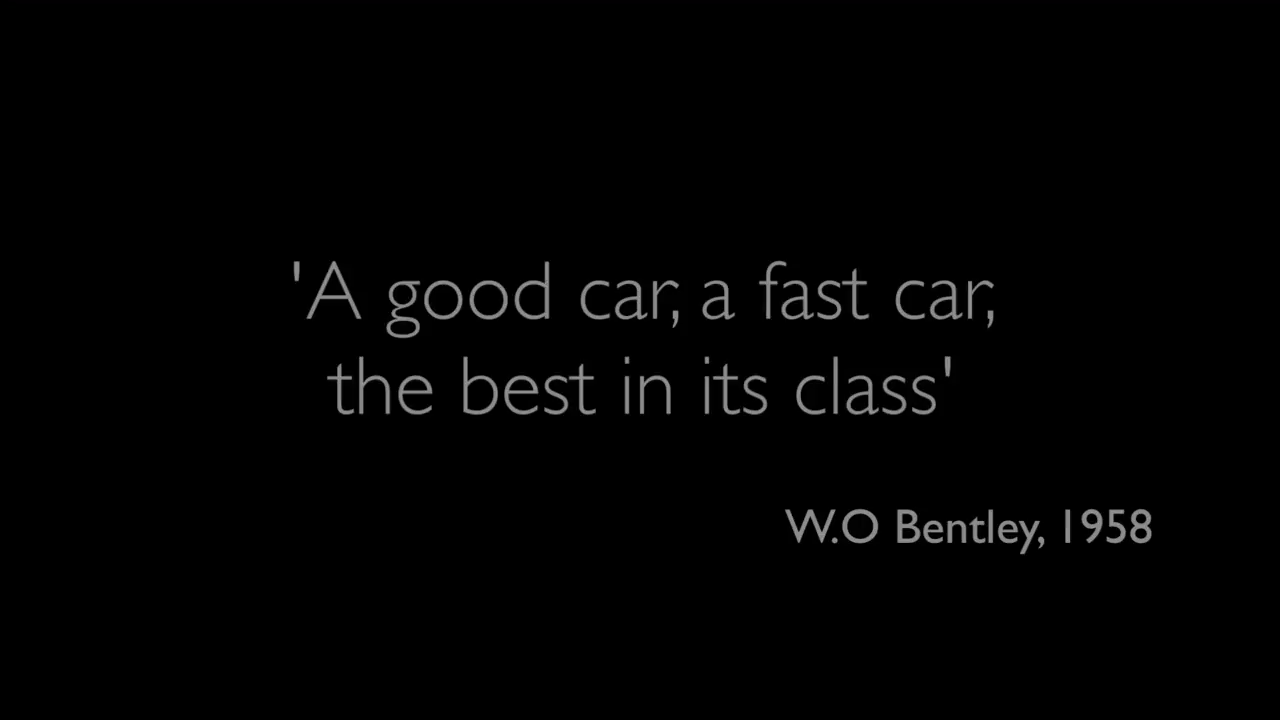 'A good car, a fast car,
the best in its class'
W.O Bentley, 1958